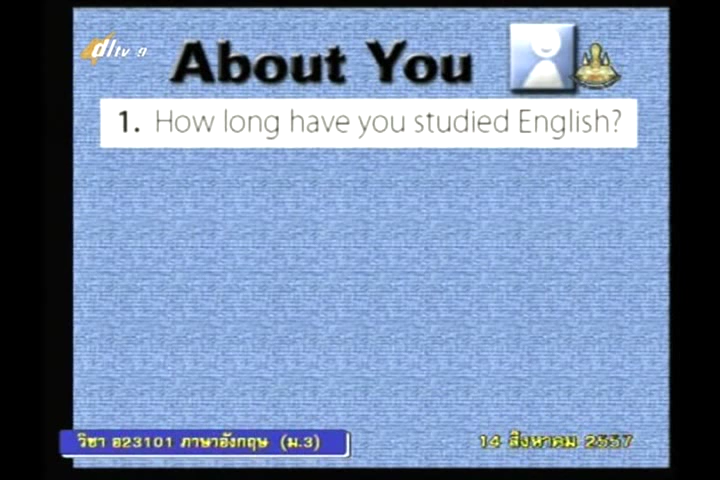 dltv 9
About You
1. How long have you studied English?
วิชา อ23101 ภาษาอังกฤษ (ม.3)
14 สิงหาคม 2557